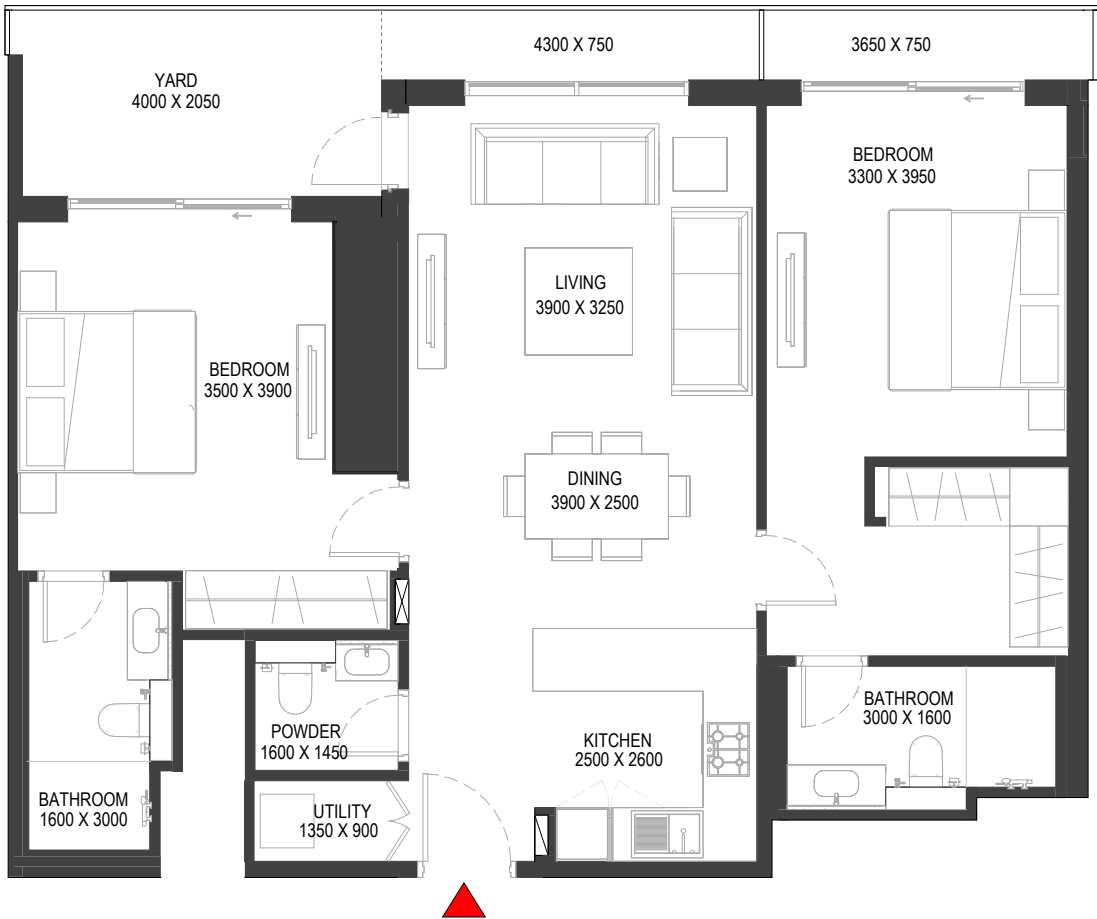 4300 X 750
3650 X 750
YARD
4000 X 2050
BEDROOM
3300 X 3950
LIVING
3900 X 3250
BEDROOM
3500 X 3900
DINING
3900 X 2500
BATHROOM
3000 X 1600
POWDER
1600 X 1450
KITCHEN
2500 X 2600
BATHROOM
1600 X 3000
UTILITY
1350 X 900